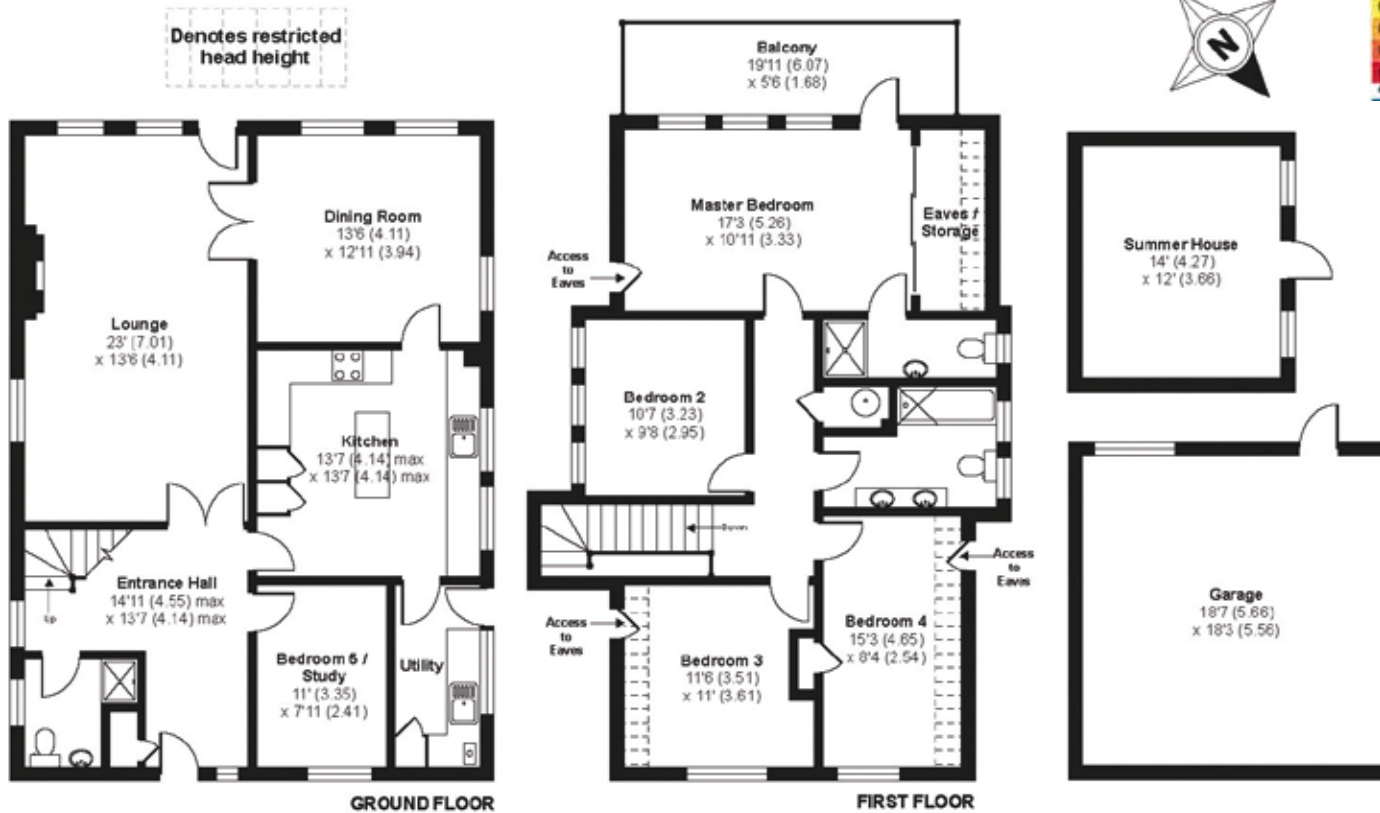 Denotes restricted
head height
Balcony
19'11 (6.07)
x 5'6 (1.68)
N
Dining Room
13'6 (4.11)
x 12'11 (3.94)
Master Bedroom
17'3 (5.26)
x 10'11 (3.33)
Eaves /
Storage
Summer House
14' (4.27)
x 12' (3.66)
Access
to
Eaves
Lounge
23' (7.01)
x 13'6 (4.11)
Bedroom 2
10'7 (3.23)
x 9'8 (2.95)
Kitchen
13'7 (4.14) max
x 13'7 (4.14) max
Down
Entrance Hall
14'11 (4.55) max
x 13'7 (4.14) max
Up
Access
to
Eaves
Garage
18'7 (5.66)
x 18'3 (5.56)
Bedroom 5 /
Study
11' (3.35)
x 7'11 (2.41)
Utility
Access
to
Eaves
Bedroom 3
11'6 (3.51)
x 11' (3.61)
Bedroom 4
15'3 (4.65)
x 8'4 (2.54)
GROUND FLOOR
FIRST FLOOR